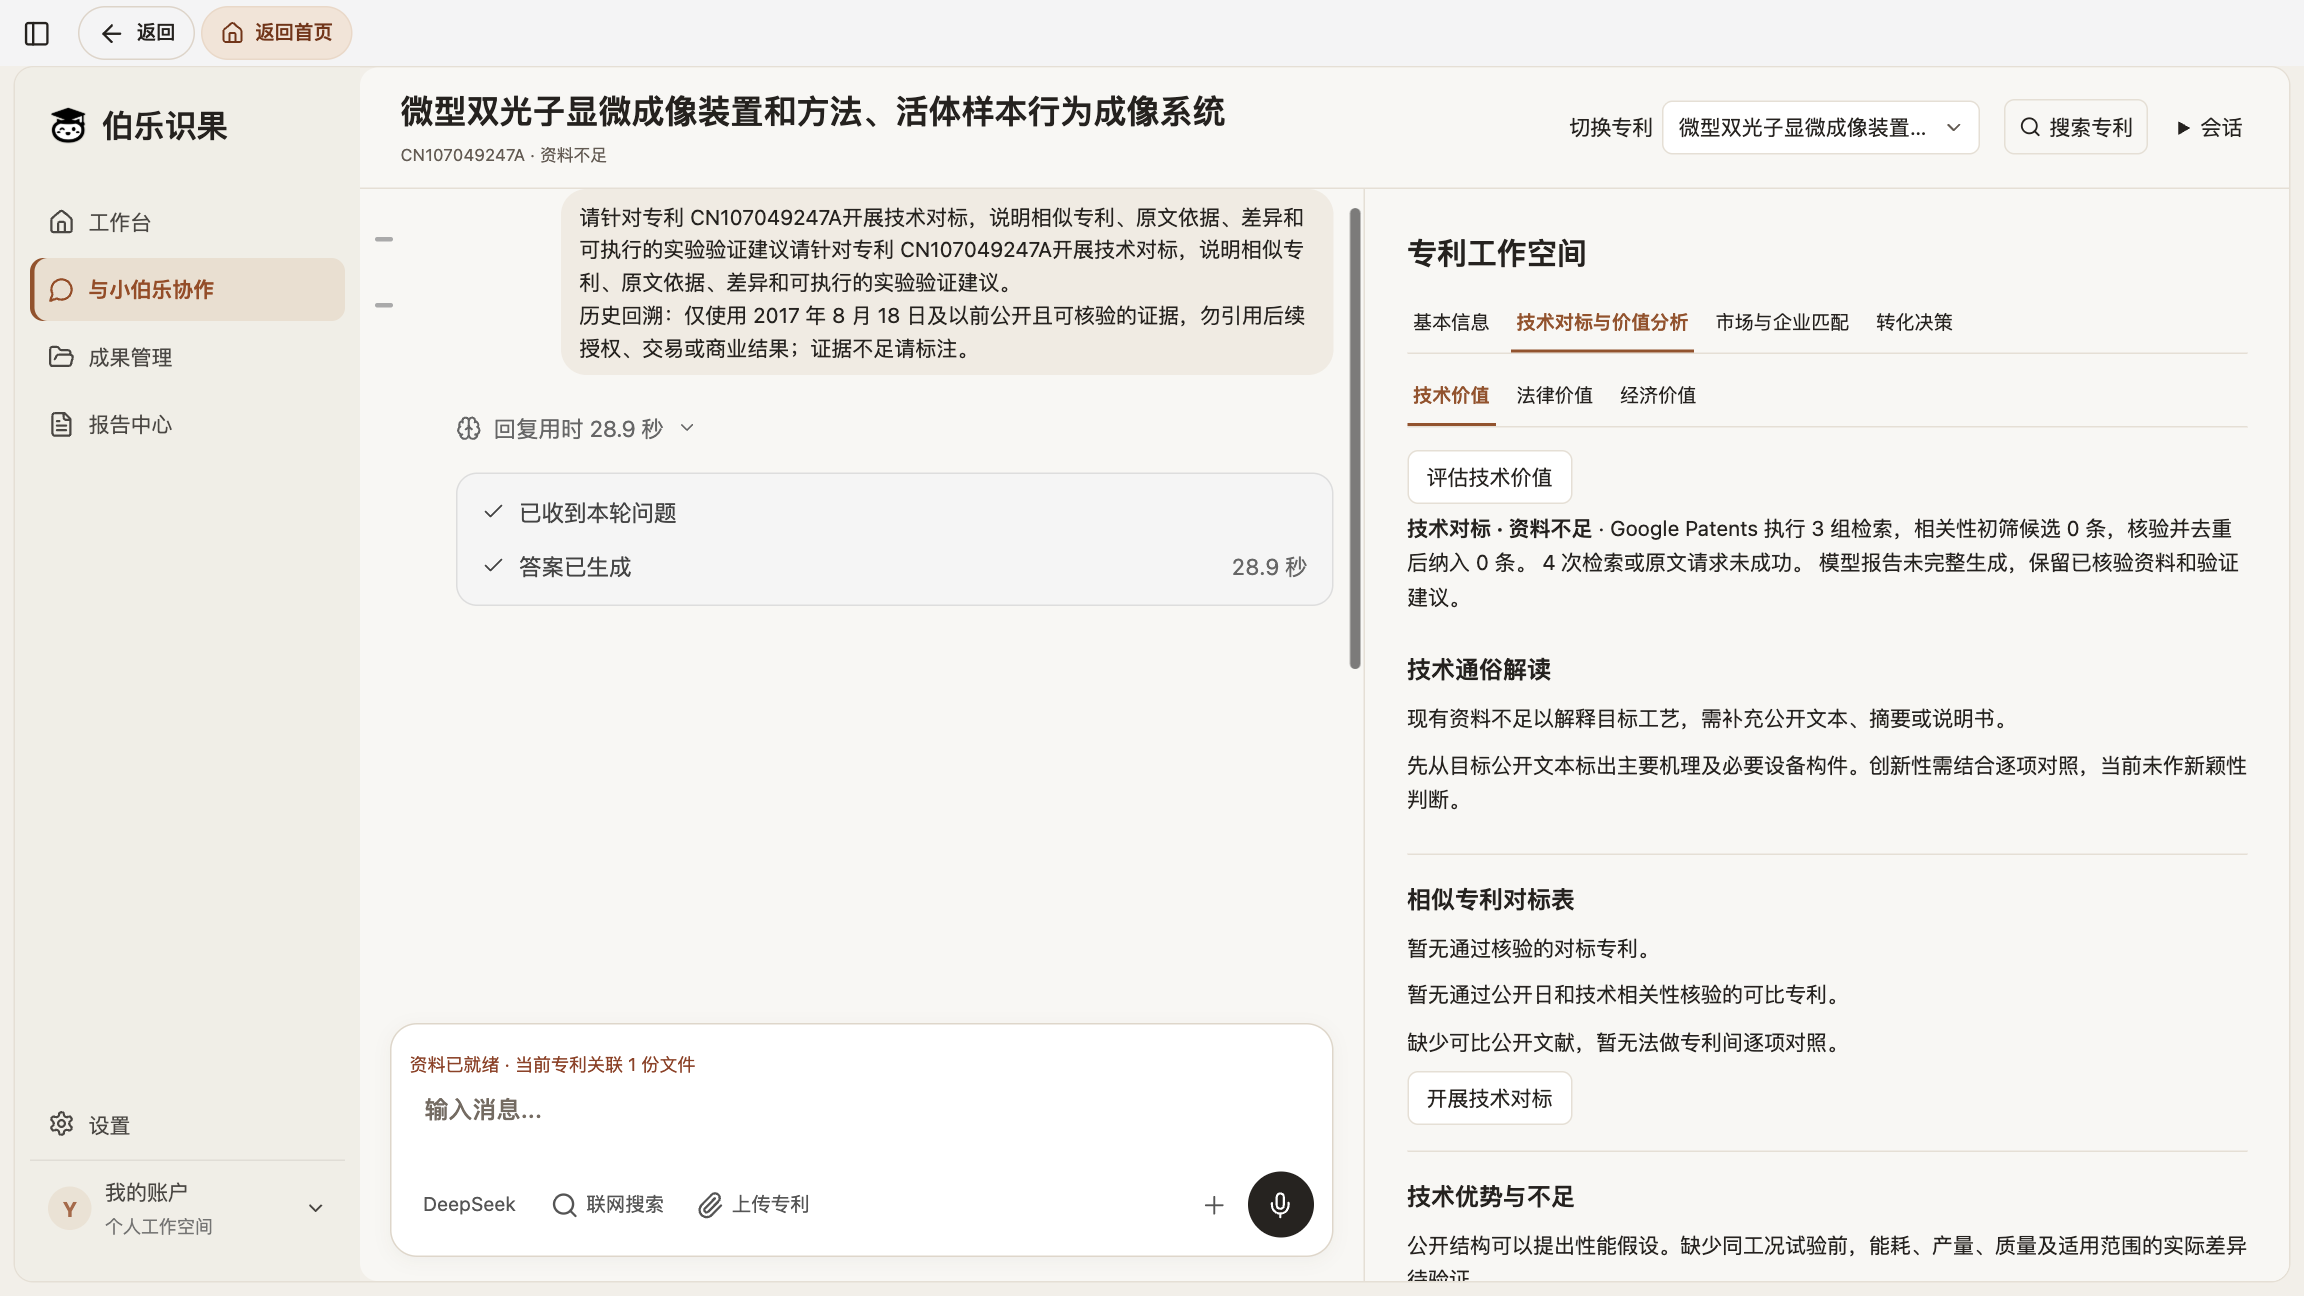 返回
返回首页
伯乐识果
工作台
与小伯乐协作
成果管理
报告中心
设置
Y
我的账户
个人工作空间
微型双光子显微成像装置和方法、活体样本行为成像系统
CN107049247A · 资料不足
切换专利
微型双光子显微成像装置...
搜索专利
会话
请针对专利 CN107049247A开展技术对标，说明相似专利、原文依据、差异和
可执行的实验验证建议请针对专利 CN107049247A开展技术对标，说明相似专
利、原文依据、差异和可执行的实验验证建议。
历史回溯：仅使用 2017 年 8 月 18 日及以前公开且可核验的证据，勿引用后续
授权、交易或商业结果；证据不足请标注。
回复用时 28.9 秒
已收到本轮问题
答案已生成
28.9 秒
资料已就绪 · 当前专利关联 1 份文件
输入消息...
DeepSeek
联网搜索
上传专利
专利工作空间
基本信息
技术对标与价值分析
市场与企业匹配
转化决策
技术价值
法律价值
经济价值
评估技术价值
技术对标 · 资料不足 · Google Patents 执行 3 组检索，相关性初筛候选 0 条，核验并去重
后纳入 0 条。 4 次检索或原文请求未成功。 模型报告未完整生成，保留已核验资料和验证
建议。
技术通俗解读
现有资料不足以解释目标工艺，需补充公开文本、摘要或说明书。
先从目标公开文本标出主要机理及必要设备构件。创新性需结合逐项对照，当前未作新颖性
判断。
相似专利对标表
暂无通过核验的对标专利。
暂无通过公开日和技术相关性核验的可比专利。
缺少可比公开文献，暂无法做专利间逐项对照。
开展技术对标
技术优势与不足
公开结构可以提出性能假设。缺少同工况试验前，能耗、产量、质量及适用范围的实际差异
待验证